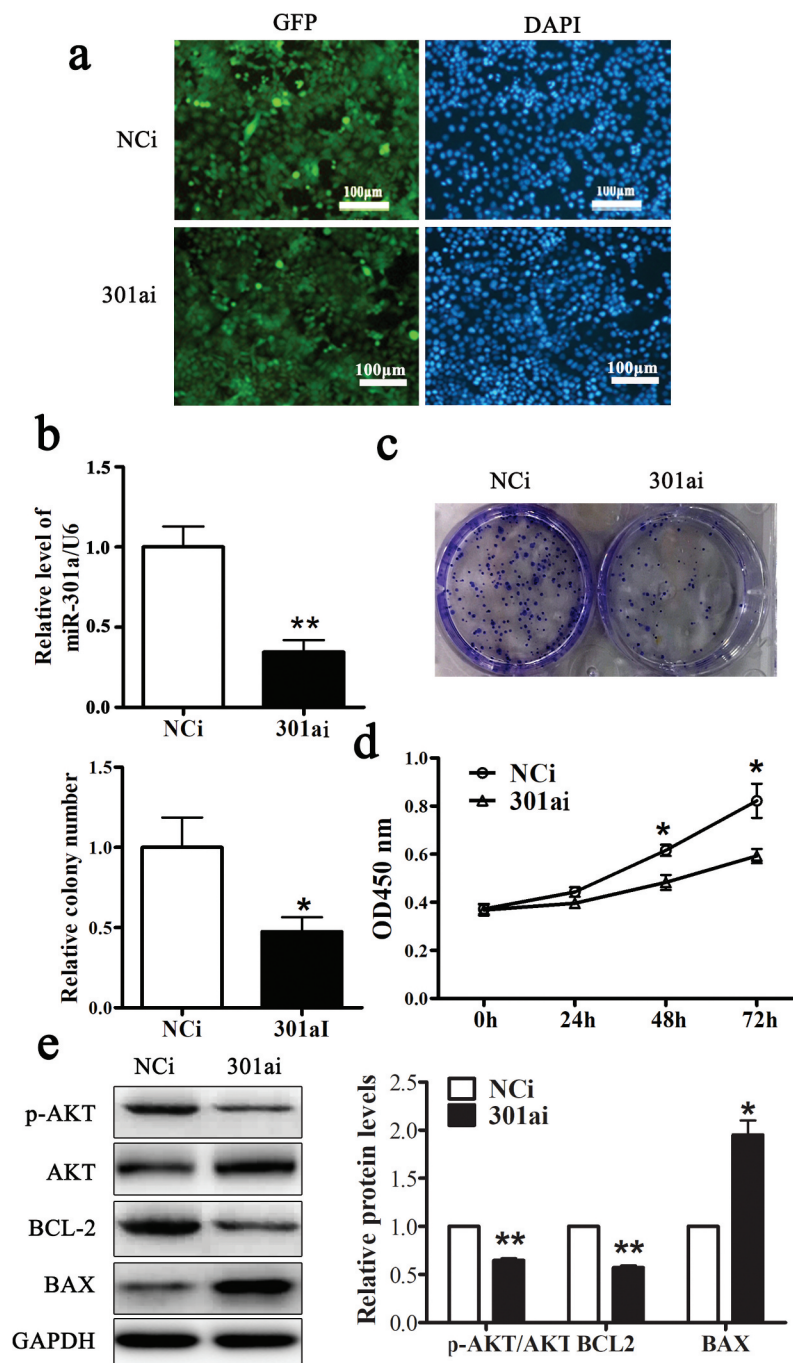 GFP DAPI
a
NCi
100μm 100μm
301ai
100μm 100μm
b
Relative level of
miR-301a/U6
1.5
1.0
**
0.5
0.0
NCi 301ai
c
NCi 301ai
Relative colony number
1.5
1.0
*
0.5
0.0
NCi 301aI
d
OD450 nm
1.0
0.8
0.6
0.4
0.2
0.0
NCi
301ai
*
*
0h 24h 48h 72h
e
NCi 301ai
p-AKT
AKT
BCL-2
BAX
GAPDH
Relative protein levels
2.5
2.0
1.5
1.0
0.5
0.0
NCi
301ai
**
**
*
p-AKT/AKT BCL2 BAX